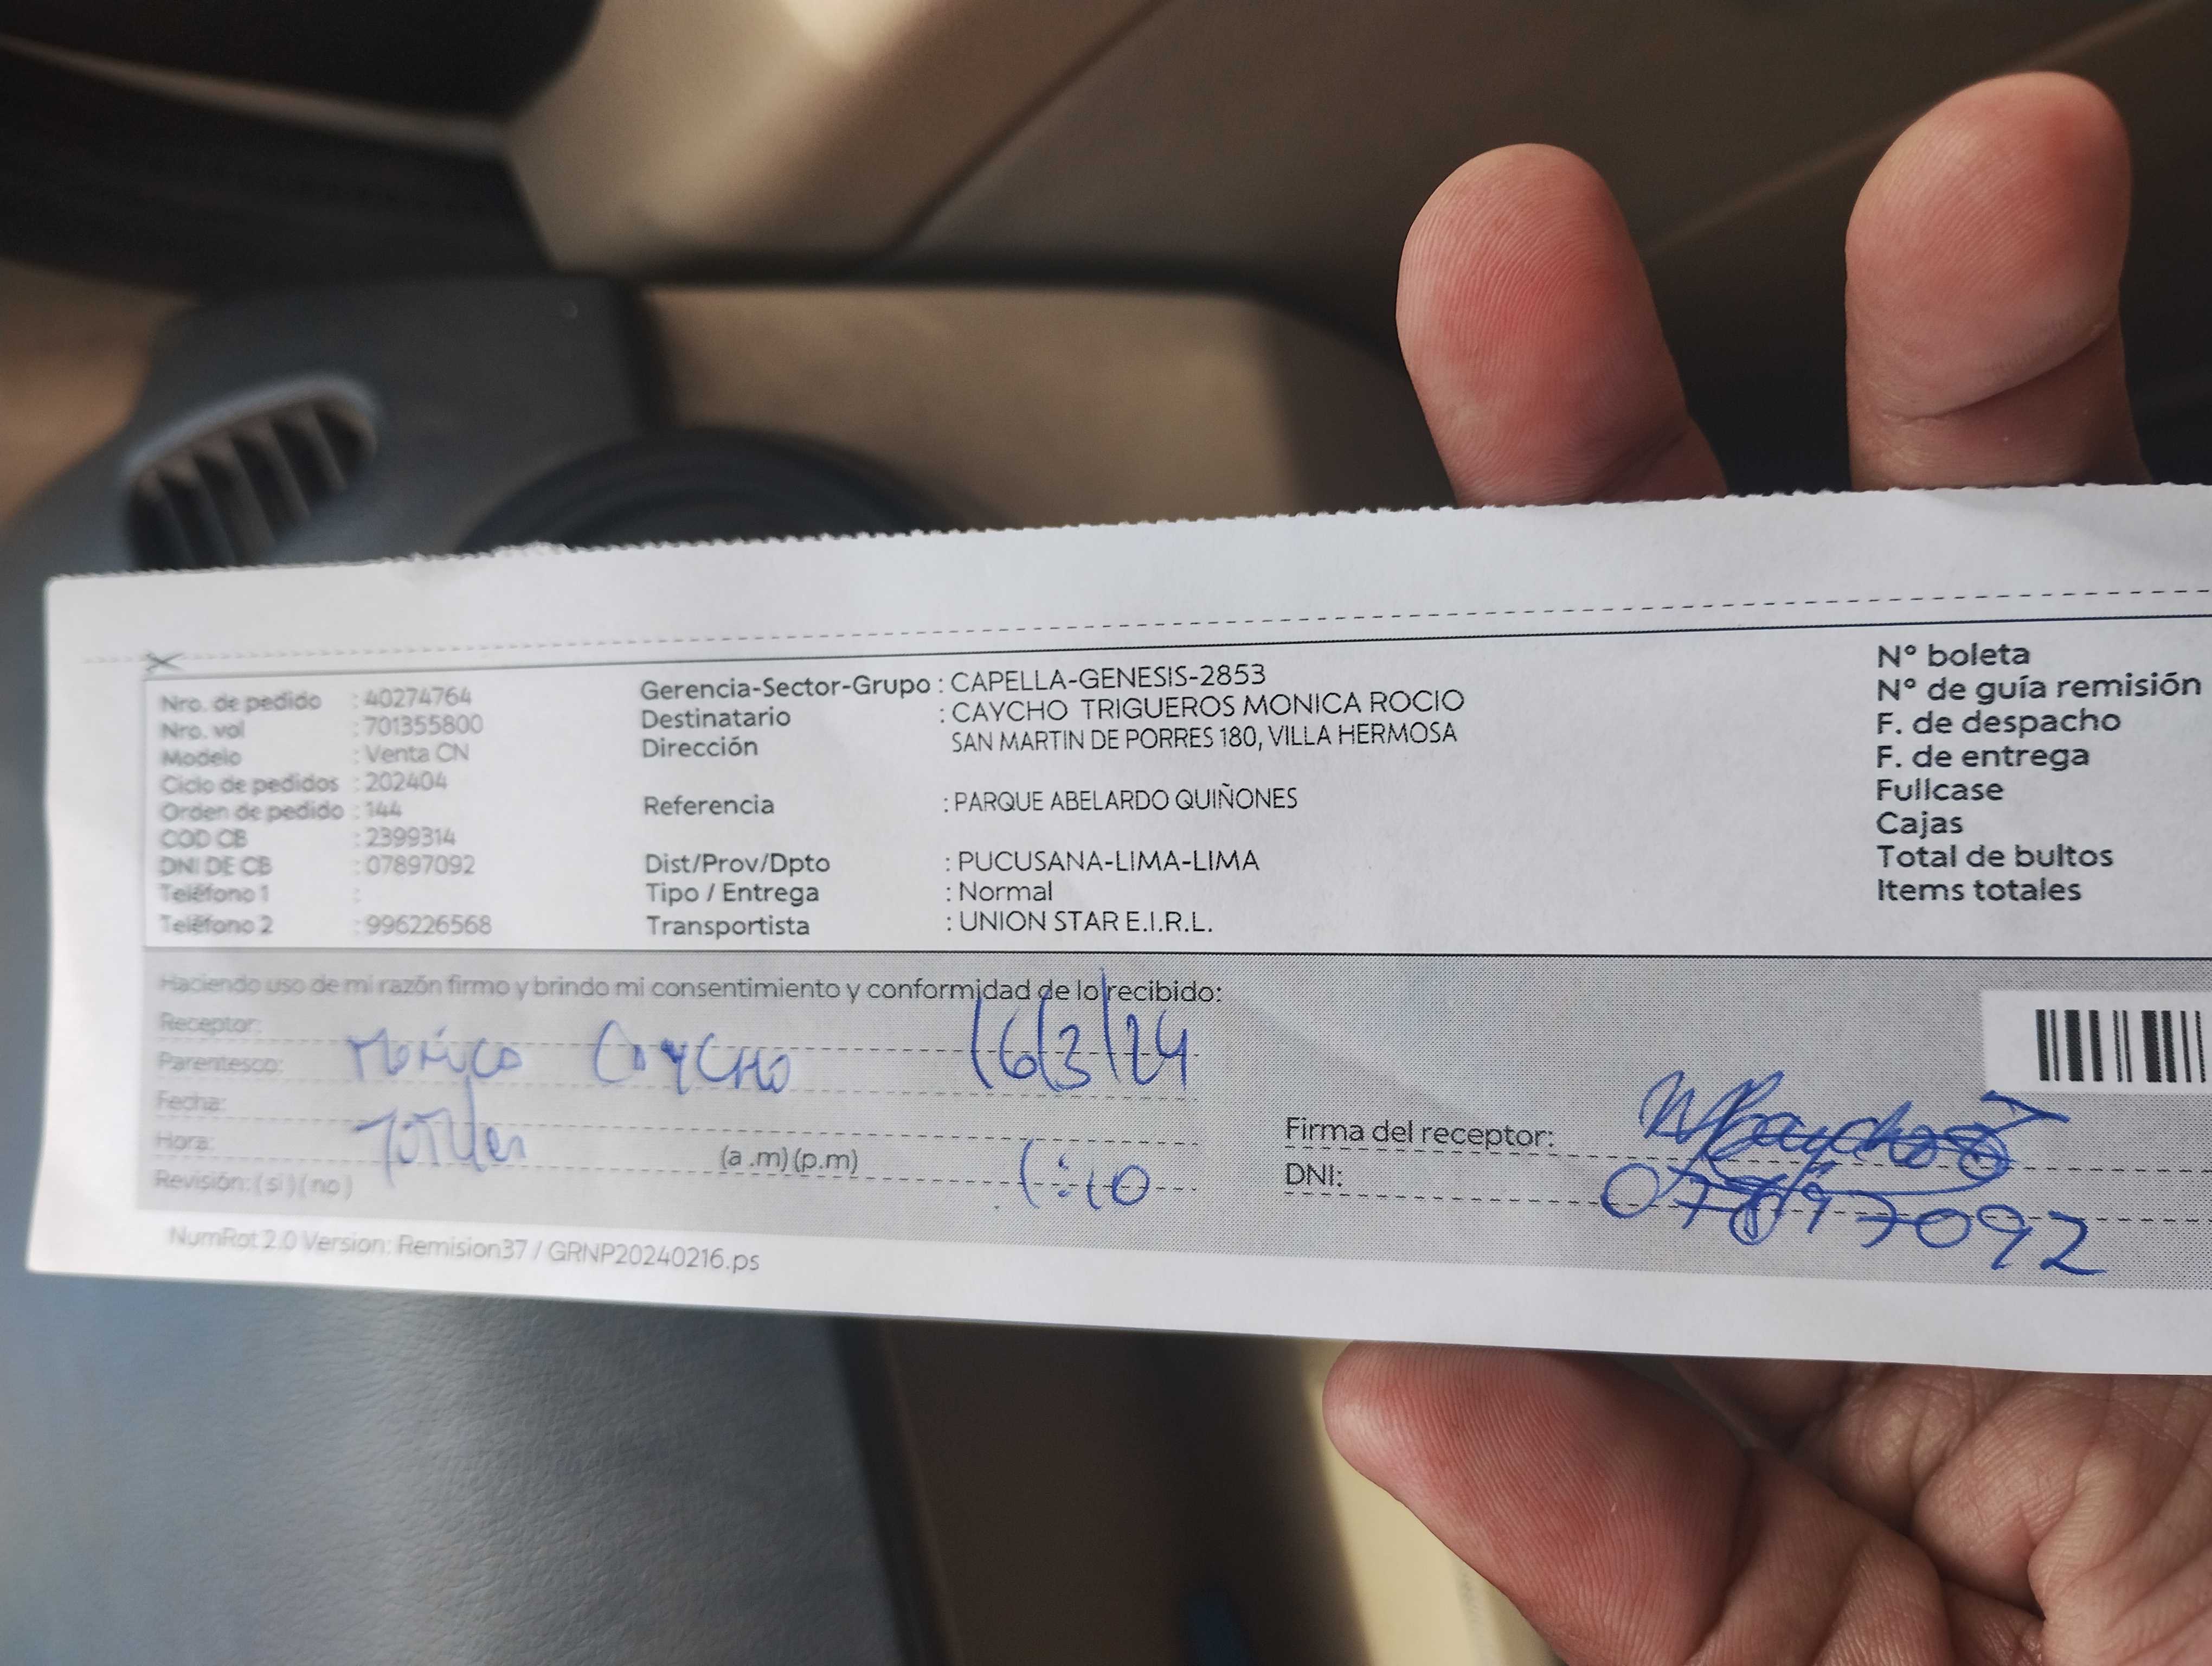 Nro. de pedido : 40274764
Nro. vol : 701355800
Modelo : Venta CN
Ciclo de pedidos : 202404
Orden de pedido : 144
COD CB : 2399314
DNI DE CB : 07897092
Teléfono 1 :
Teléfono 2 : 996226568
Gerencia-Sector-Grupo : CAPELLA-GENESIS-2853
Destinatario : CAYCHO TRIGUEROS MONICA ROCIO
Dirección SAN MARTIN DE PORRES 180, VILLA HERMOSA
Referencia : PARQUE ABELARDO QUIÑONES
Dist/Prov/Dpto : PUCUSANA-LIMA-LIMA
Tipo / Entrega : Normal
Transportista : UNION STAR E.I.R.L.
N° boleta
N° de guía remisión
F. de despacho
F. de entrega
Fullcase
Cajas
Total de bultos
Items totales
Haciendo uso de mi razón firmo y brindo mi consentimiento y conformidad de lo recibido:
Receptor:
Parentesco: Monica Caycho 16/3/24
Fecha:
Hora: Titular (a .m) (p.m) 1:10
Revisión: ( si ) ( no )
Firma del receptor: MCaycho
DNI: 07897092
NumRot 2.0 Version: Remision37 / GRNP20240216.ps